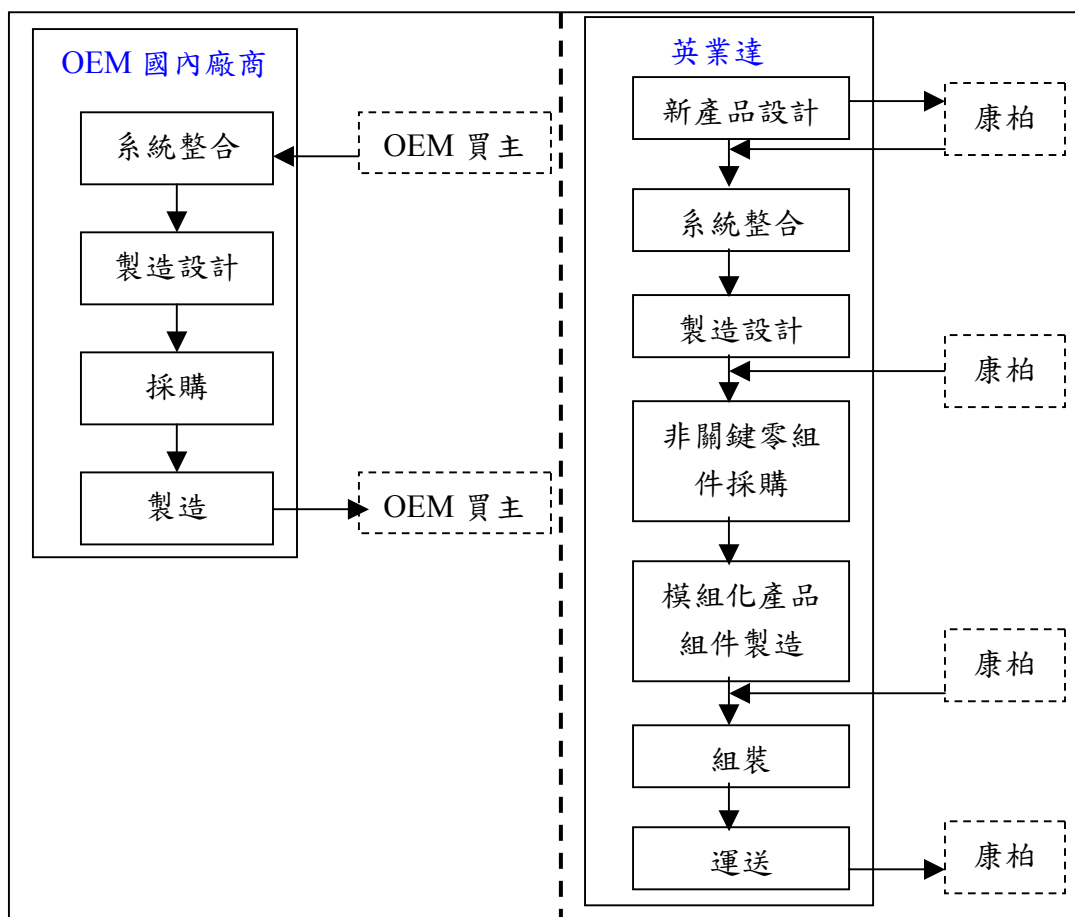 OEM 國內廠商
系統整合
OEM 買主
製造設計
採購
製造
OEM 買主
英業達
新產品設計
康柏
系統整合
製造設計
康柏
非關鍵零組
件採購
模組化產品
組件製造
康柏
組裝
運送
康柏